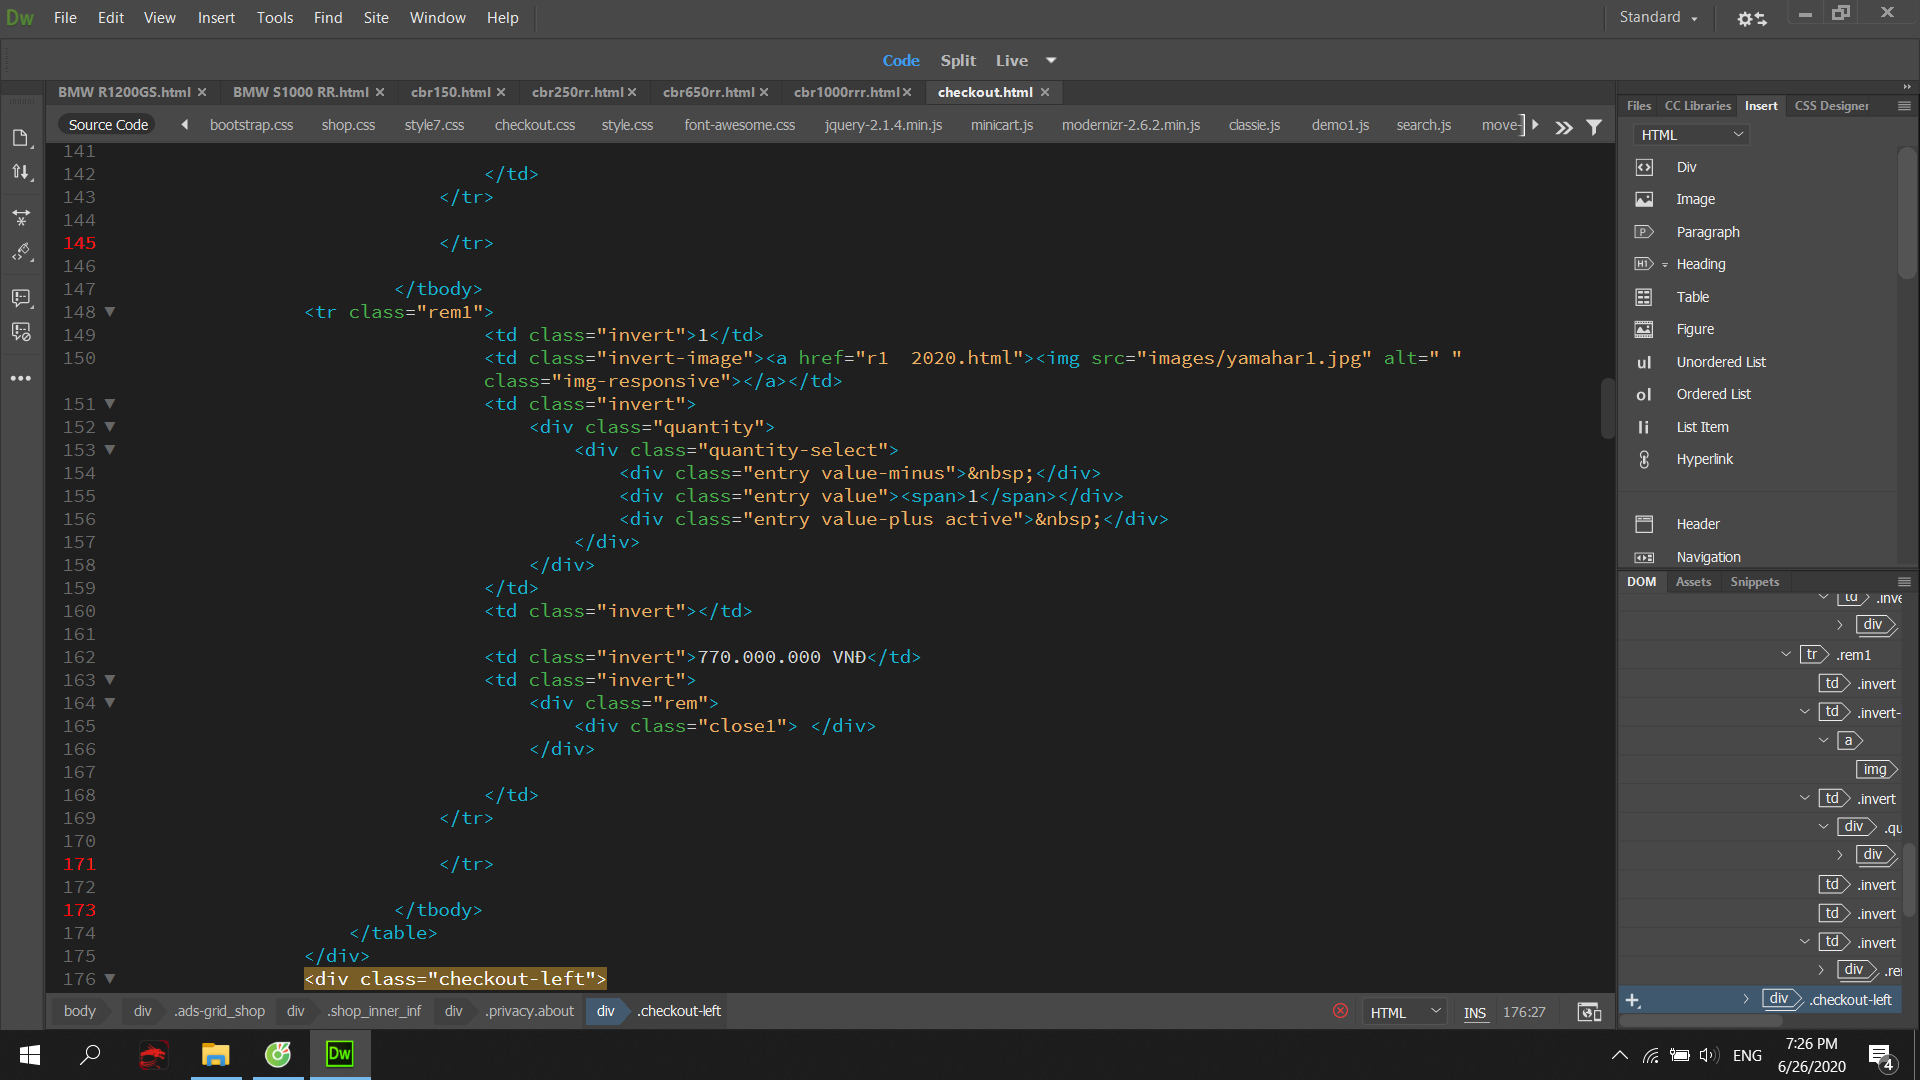 Dw File Edit View Insert Tools Find Site Window Help Standard
Code Split Live
BMW R1200GS.html BMW S1000 RR.html cbr150.html cbr250rr.html cbr650rr.html cbr1000rrr.html checkout.html
Source Code bootstrap.css shop.css style7.css checkout.css style.css font-awesome.css jquery-2.1.4.min.js minicart.js modernizr-2.6.2.min.js classie.js demo1.js search.js move-
141
142 </td>
143 </tr>
144
145 </tr>
146
147 </tbody>
148 <tr class="rem1">
149 <td class="invert">1</td>
150 <td class="invert-image"><a href="r1  2020.html"><img src="images/yamahar1.jpg" alt=" "
class="img-responsive"></a></td>
151 <td class="invert">
152 <div class="quantity">
153 <div class="quantity-select">
154 <div class="entry value-minus">&nbsp;</div>
155 <div class="entry value"><span>1</span></div>
156 <div class="entry value-plus active">&nbsp;</div>
157 </div>
158 </div>
159 </td>
160 <td class="invert"></td>
161
162 <td class="invert">770.000.000 VNĐ</td>
163 <td class="invert">
164 <div class="rem">
165 <div class="close1"> </div>
166 </div>
167
168 </td>
169 </tr>
170
171 </tr>
172
173 </tbody>
174 </table>
175 </div>
176 <div class="checkout-left">
body div .ads-grid_shop div .shop_inner_inf div .privacy.about div .checkout-left HTML INS 176:27
Files CC Libraries Insert CSS Designer
HTML
Div
Image
P Paragraph
H1 Heading
Table
Figure
ul Unordered List
ol Ordered List
li List Item
Hyperlink
Header
Navigation
DOM Assets Snippets
td .inve
div
tr .rem1
td .invert
td .invert-
a
img
td .invert
div .qu
div
td .invert
td .invert
td .invert
div .re
div .checkout-left
Dw
ENG
7:26 PM
6/26/2020
4